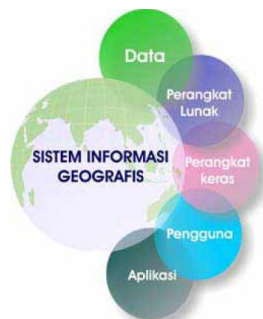 Data
Perangkat
Lunak
SISTEM INFORMASI
GEOGRAFIS
Perangkat
keras
Pengguna
Aplikasi